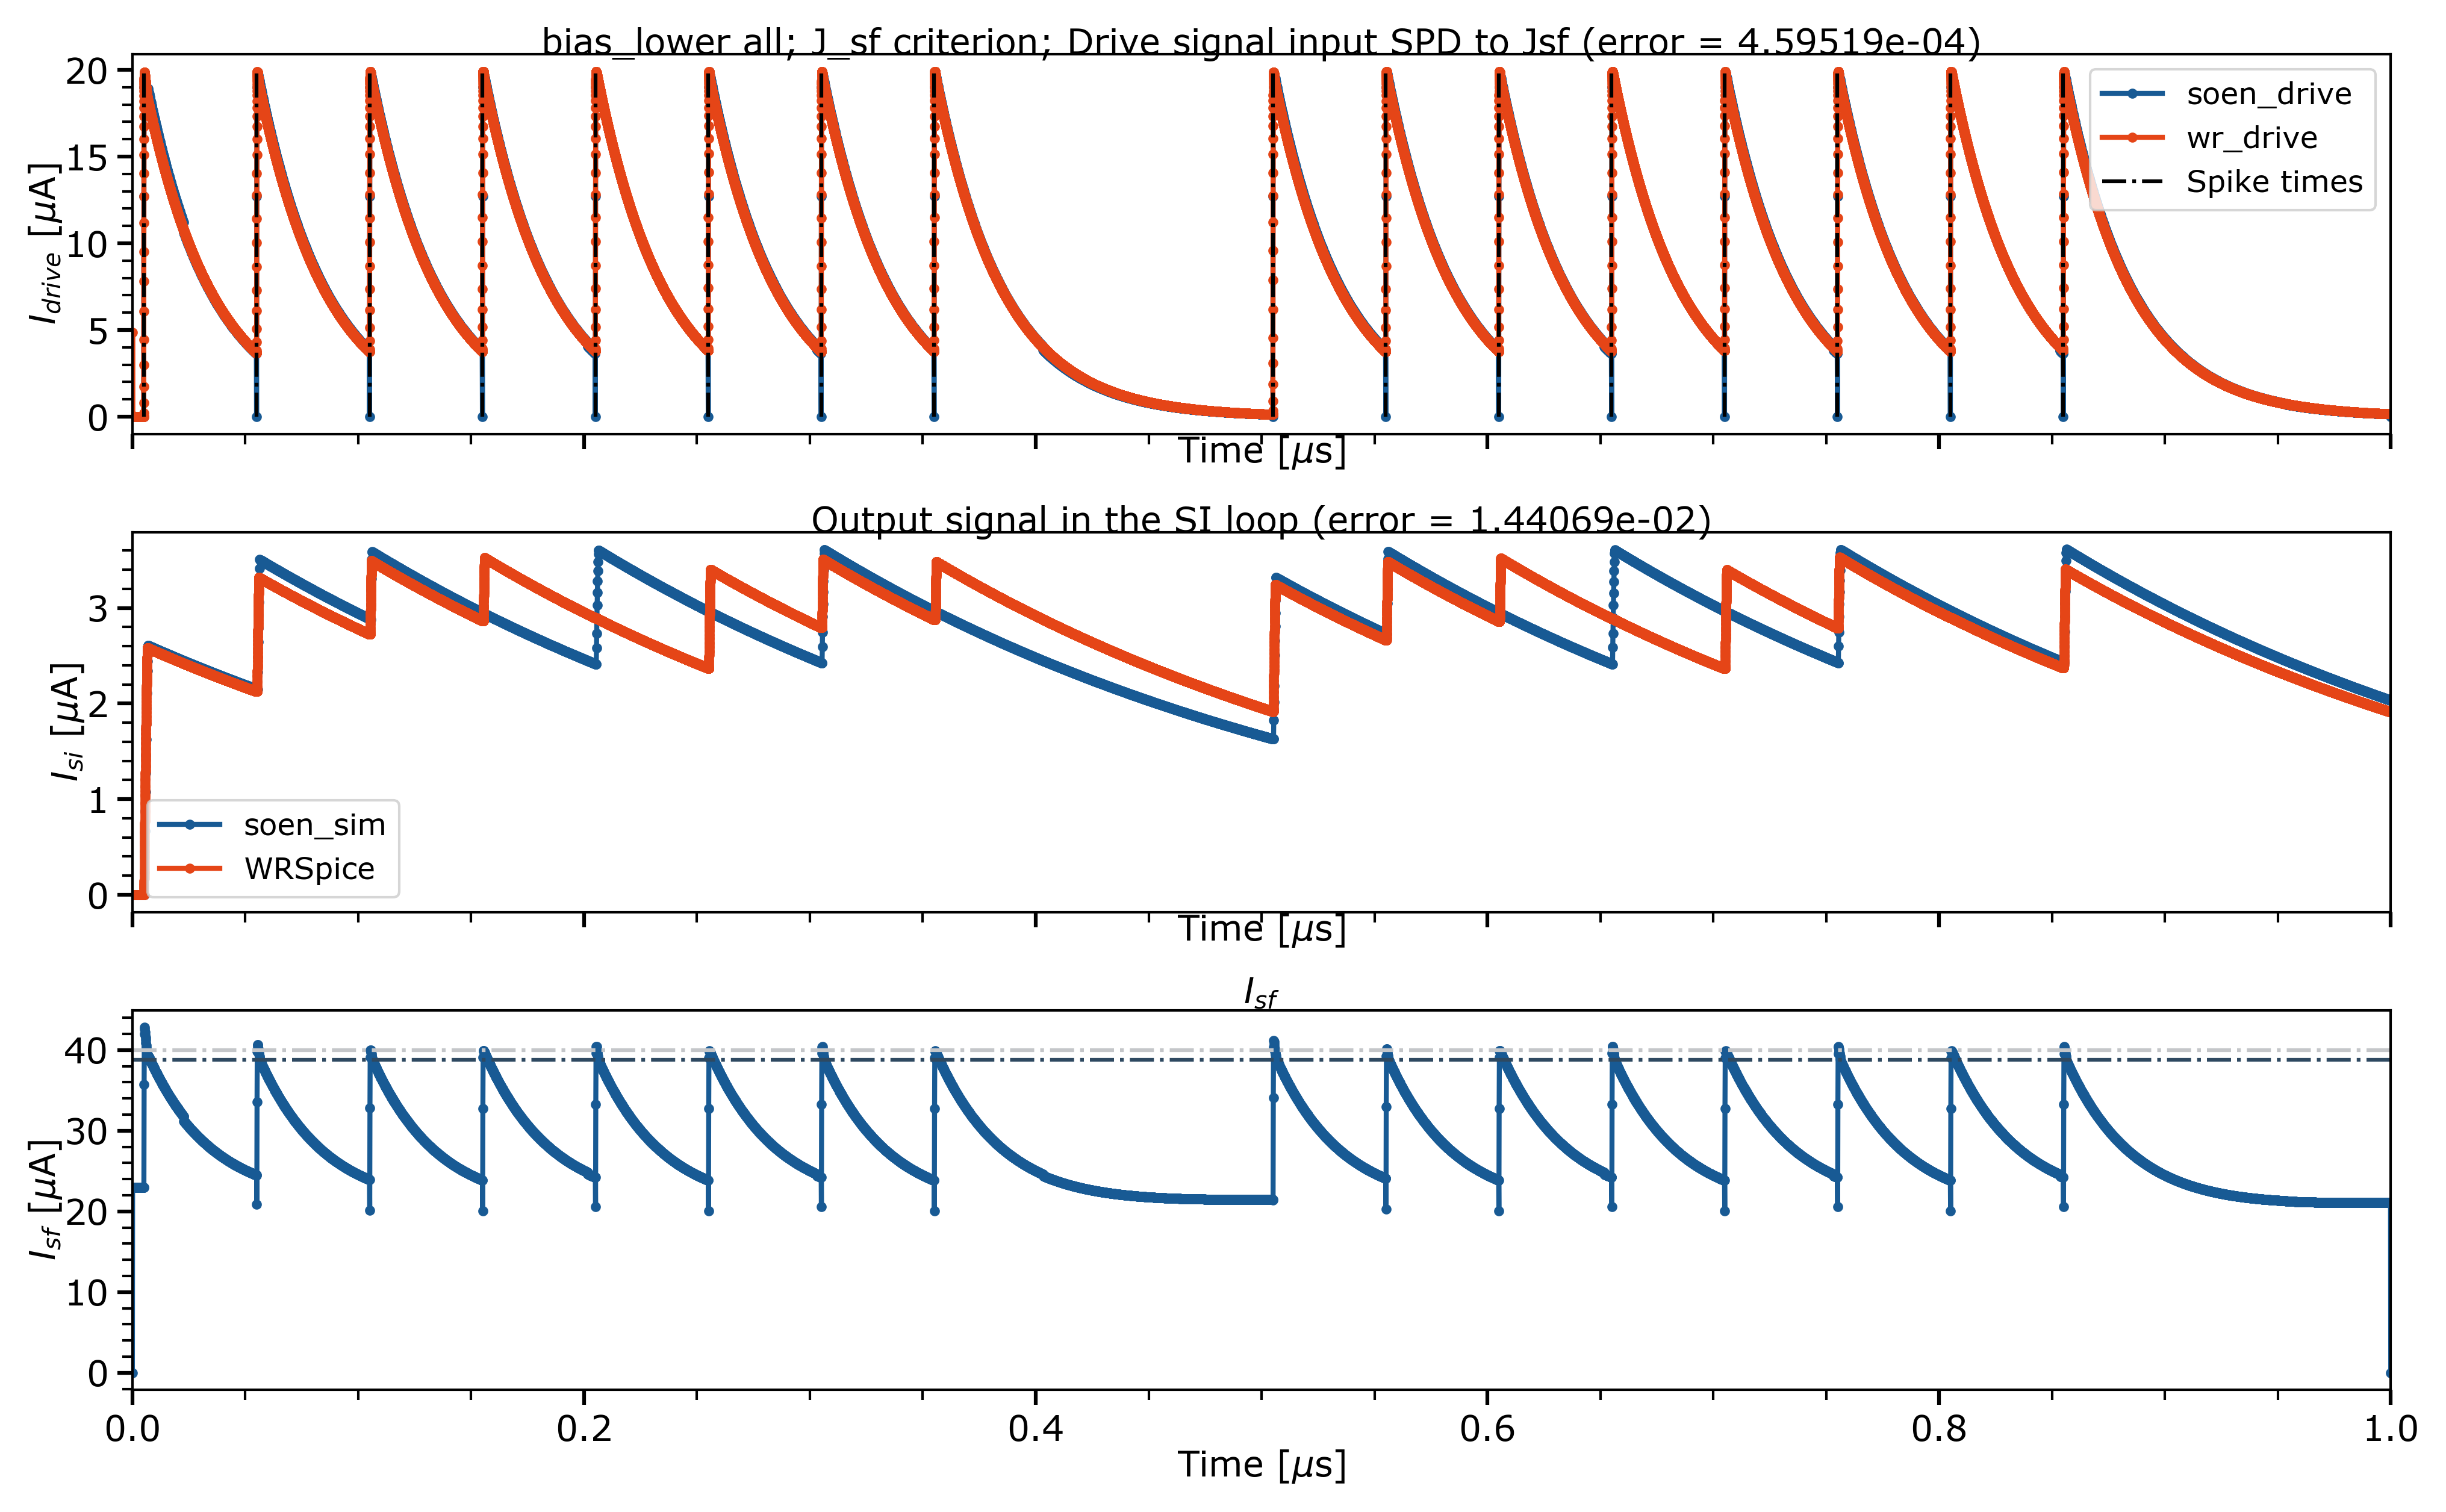 bias_lower all; J_sf criterion; Drive signal input SPD to Jsf (error = 4.59519e-04)
20
15
10
5
0
I_drive [μA]
soen_drive
wr_drive
Spike times
Time [μs]
Output signal in the SI loop (error = 1.44069e-02)
3
2
1
0
I_si [μA]
soen_sim
WRSpice
Time [μs]
I_sf
40
30
20
10
0
I_sf [μA]
0.0 0.2 0.4 0.6 0.8 1.0
Time [μs]